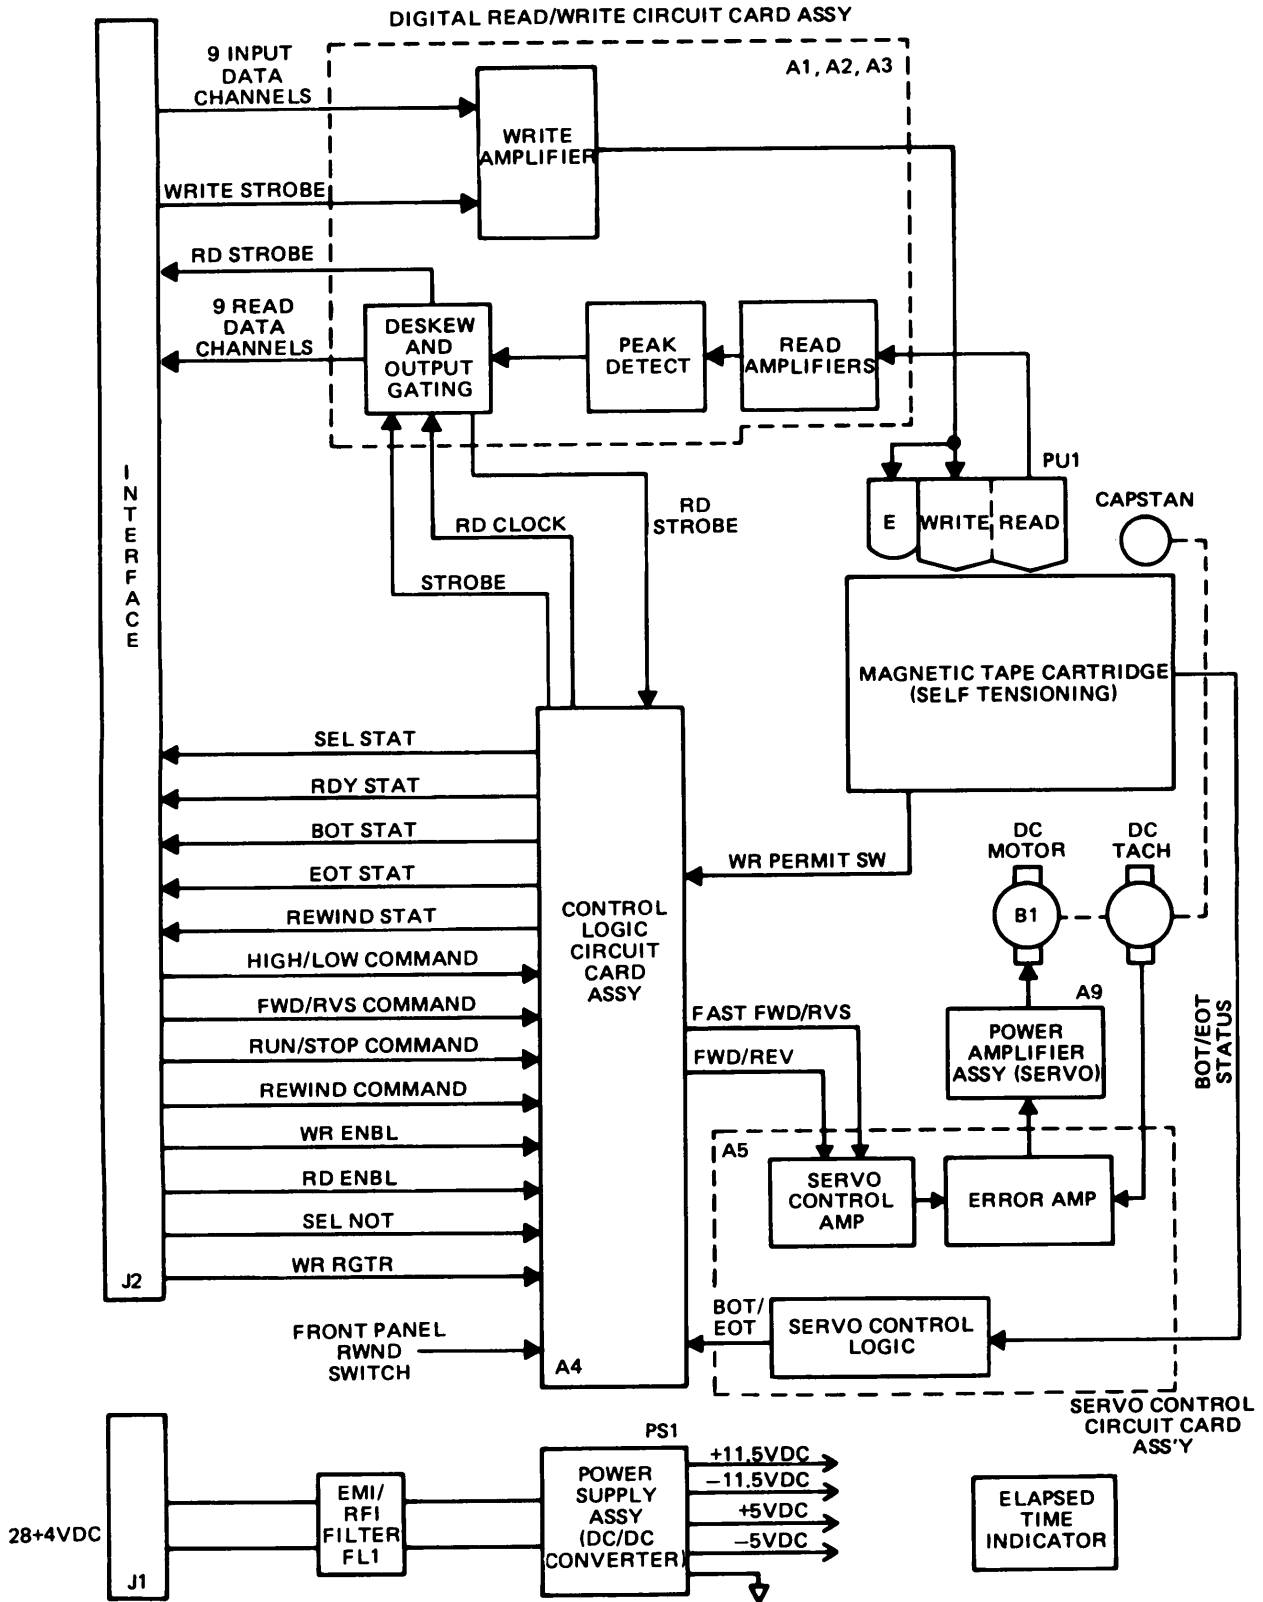 DIGITAL READ/WRITE CIRCUIT CARD ASSY
A1, A2, A3
9 INPUT
DATA
CHANNELS
WRITE
AMPLIFIER
WRITE STROBE
RD STROBE
9 READ
DATA
CHANNELS
DESKEW
AND
OUTPUT
GATING
PEAK
DETECT
READ
AMPLIFIERS
INTERFACE
J2
RD CLOCK
RD
STROBE
STROBE
PU1
E
WRITE
READ
CAPSTAN
MAGNETIC TAPE CARTRIDGE
(SELF TENSIONING)
SEL STAT
RDY STAT
BOT STAT
EOT STAT
REWIND STAT
HIGH/LOW COMMAND
FWD/RVS COMMAND
RUN/STOP COMMAND
REWIND COMMAND
WR ENBL
RD ENBL
SEL NOT
WR RGTR
FRONT PANEL
RWND
SWITCH
CONTROL
LOGIC
CIRCUIT
CARD
ASSY
A4
WR PERMIT SW
DC
MOTOR
B1
DC
TACH
FAST FWD/RVS
FWD/REV
A9
POWER
AMPLIFIER
ASSY (SERVO)
BOT/EOT
STATUS
A5
SERVO
CONTROL
AMP
ERROR AMP
BOT/
EOT
SERVO CONTROL
LOGIC
SERVO CONTROL
CIRCUIT CARD
ASS'Y
28+4VDC
J1
EMI/
RFI
FILTER
FL1
PS1
POWER
SUPPLY
ASSY
(DC/DC
CONVERTER)
+11.5VDC
−11.5VDC
+5VDC
−5VDC
ELAPSED
TIME
INDICATOR